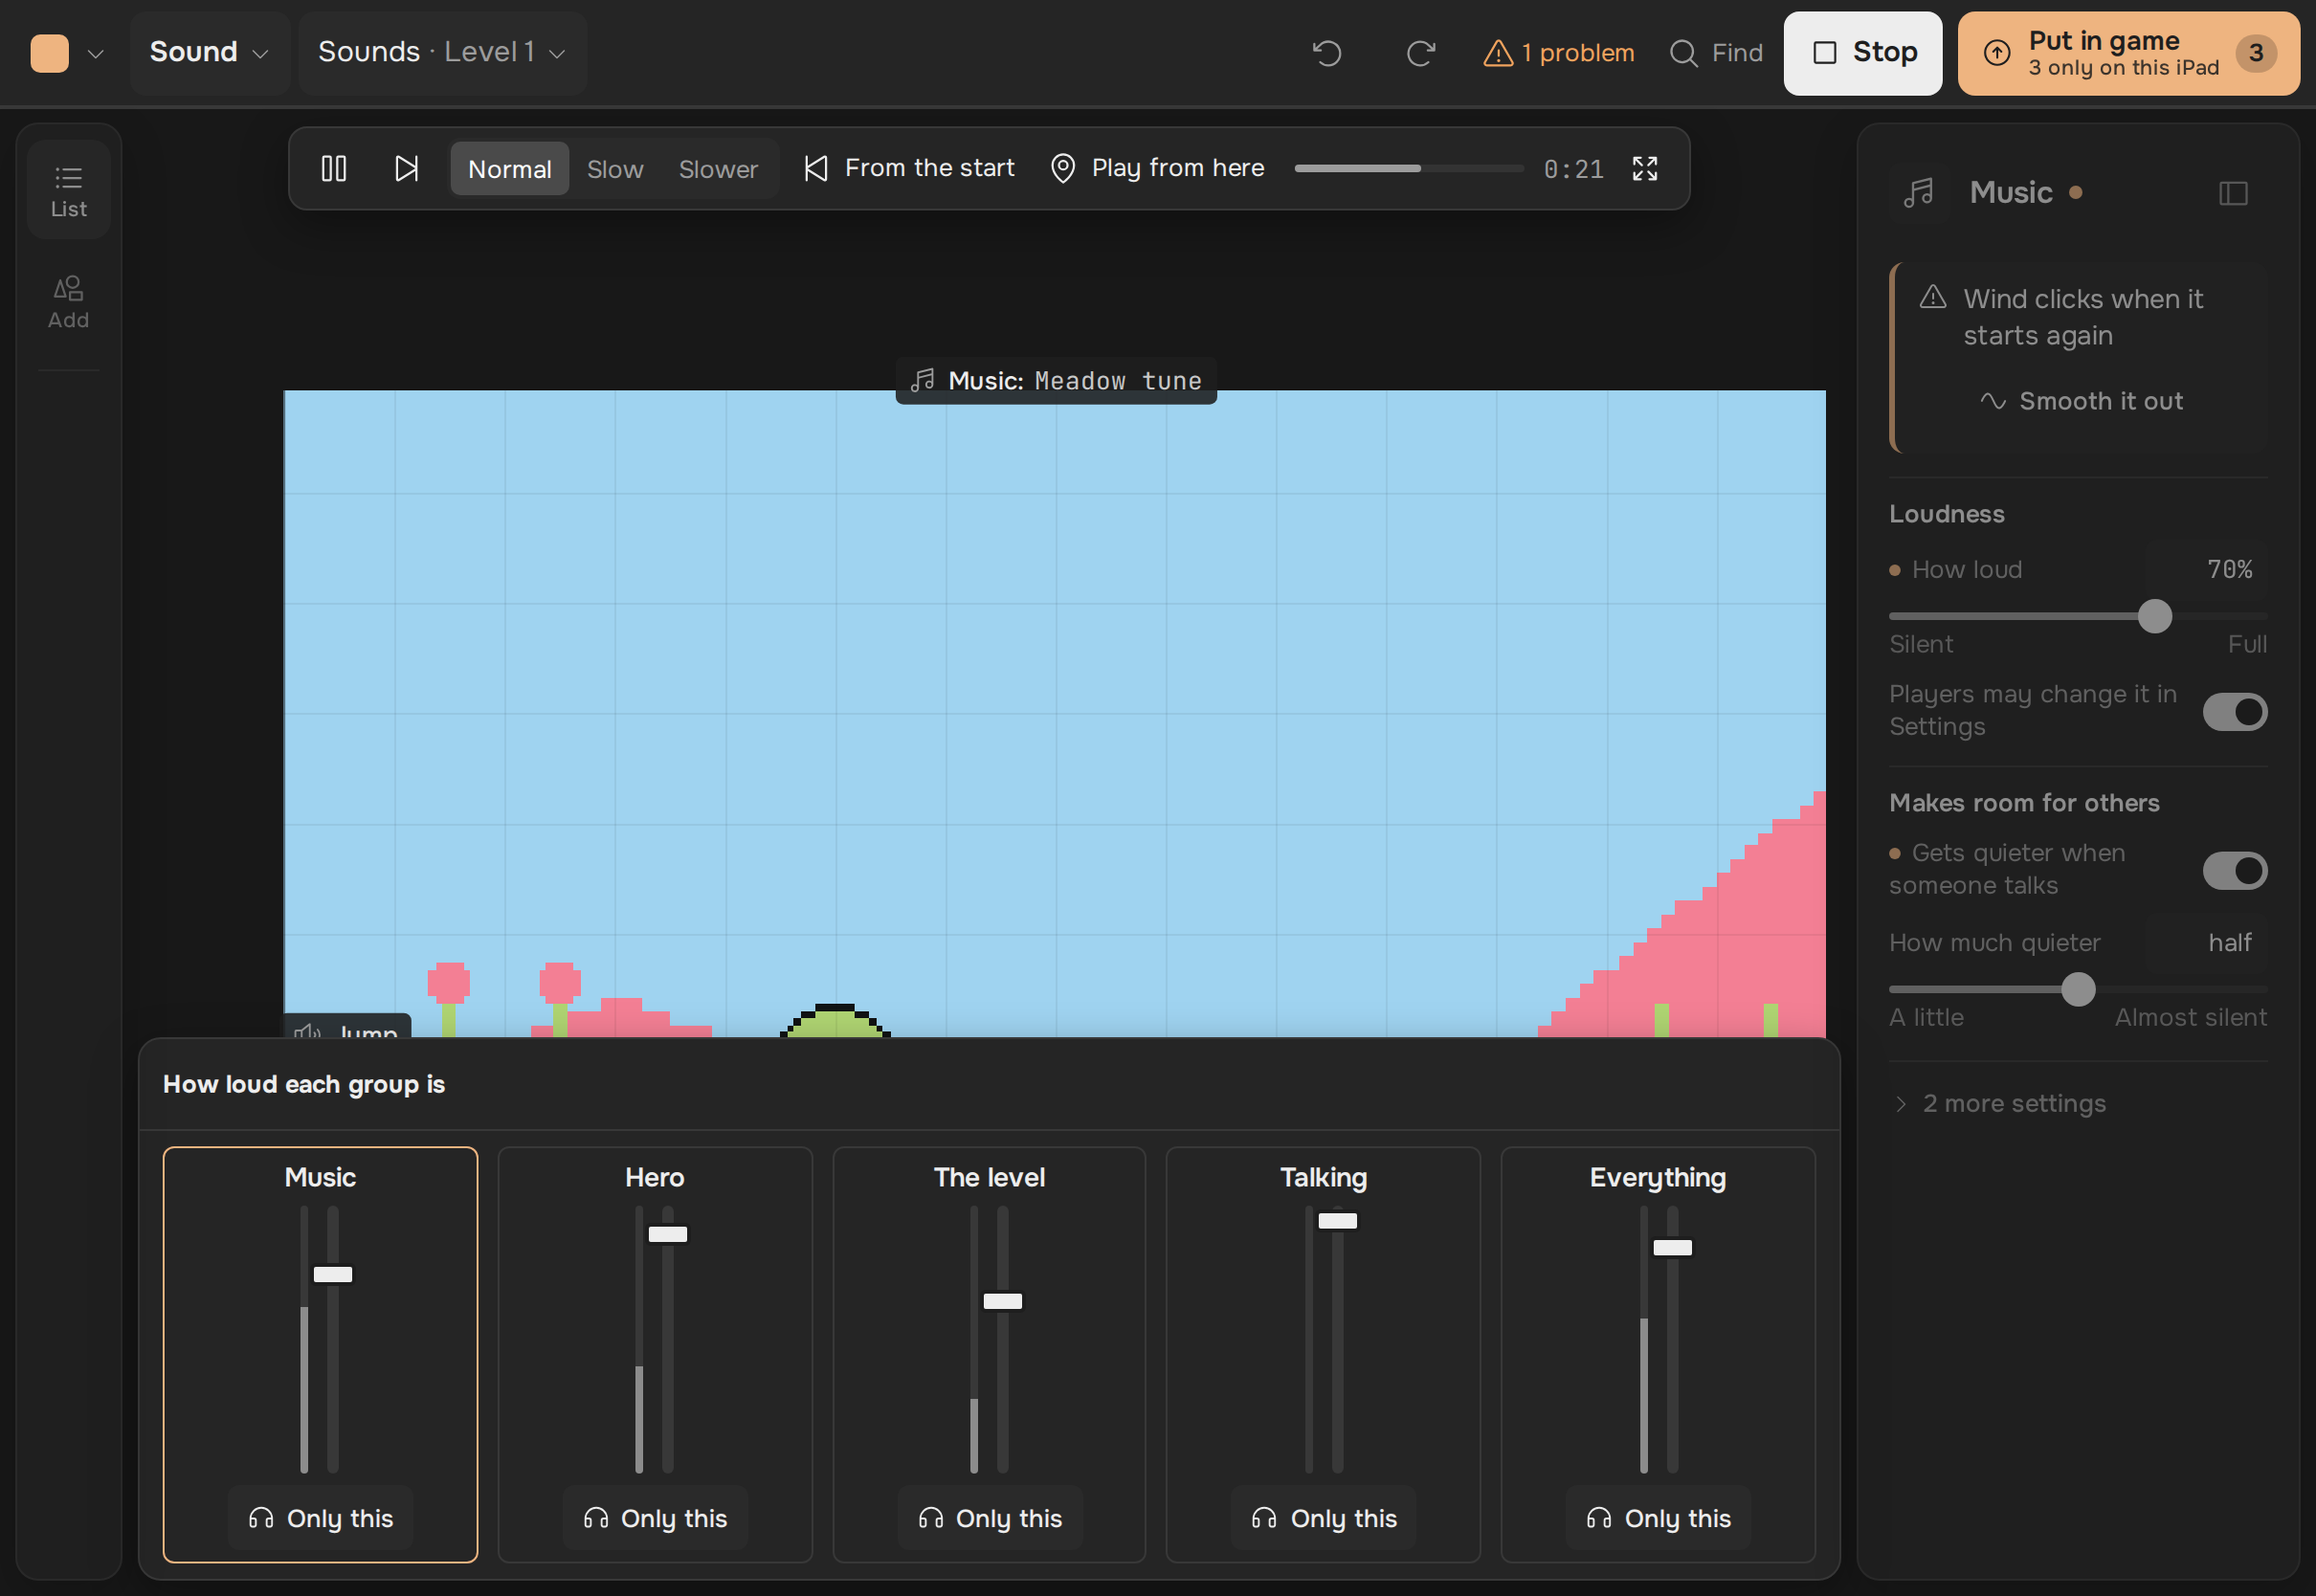 Sound
Sounds · Level 1
1 problem
Find
Stop
Put in game
3 only on this iPad
3
List
Add
Normal
Slow
Slower
From the start
Play from here
0:21
Music: Meadow tune
Jump
Music
Wind clicks when it
starts again
Smooth it out
Loudness
How loud
70%
Silent
Full
Players may change it in
Settings
Makes room for others
Gets quieter when
someone talks
How much quieter
half
A little
Almost silent
2 more settings
How loud each group is
Music
Hero
The level
Talking
Everything
Only this
Only this
Only this
Only this
Only this